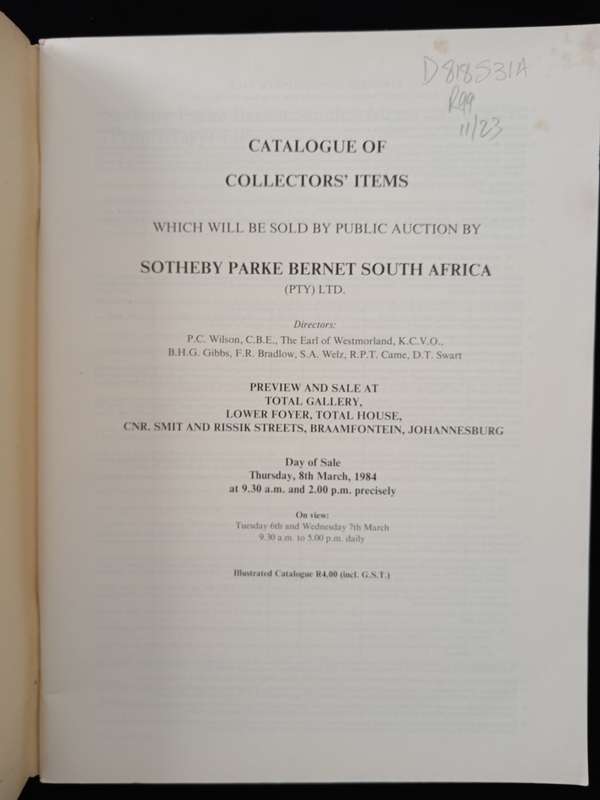 D818531A
R99
11/23
CATALOGUE OF
COLLECTORS' ITEMS
WHICH WILL BE SOLD BY PUBLIC AUCTION BY
SOTHEBY PARKE BERNET SOUTH AFRICA
(PTY) LTD.
Directors:
P.C. Wilson, C.B.E., The Earl of Westmorland, K.C.V.O.,
B.H.G. Gibbs, F.R. Bradlow, S.A. Welz, R.P.T. Came, D.T. Swart
PREVIEW AND SALE AT
TOTAL GALLERY,
LOWER FOYER, TOTAL HOUSE,
CNR. SMIT AND RISSIK STREETS, BRAAMFONTEIN, JOHANNESBURG
Day of Sale
Thursday, 8th March, 1984
at 9.30 a.m. and 2.00 p.m. precisely
On view:
Tuesday 6th and Wednesday 7th March
9.30 a.m. to 5.00 p.m. daily
Illustrated Catalogue R4,00 (incl. G.S.T.)